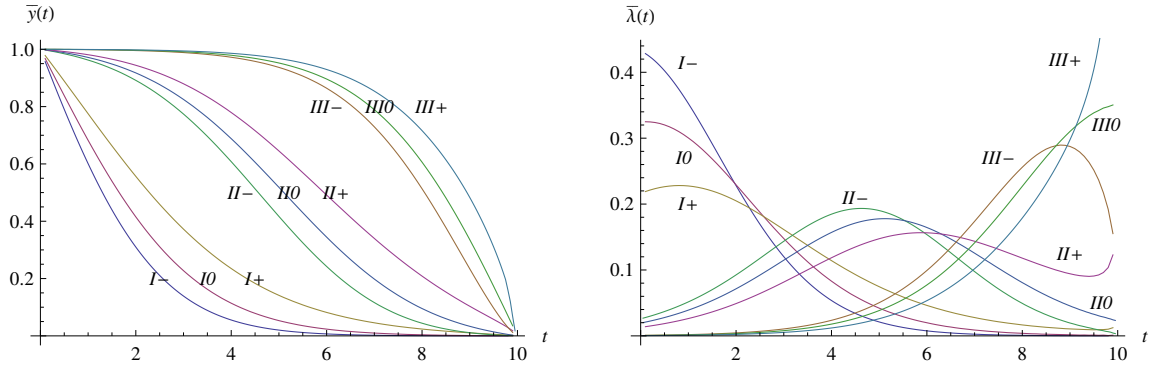 ȳ(t)
1.0
0.8
0.6
0.4
0.2
2 4 6 8 10 t
III− III0 III+
II− II0 II+
I− I0 I+
λ̄(t)
0.4
0.3
0.2
0.1
2 4 6 8 10 t
I−
III+
III0
I0
III−
I+
II−
II+
II0